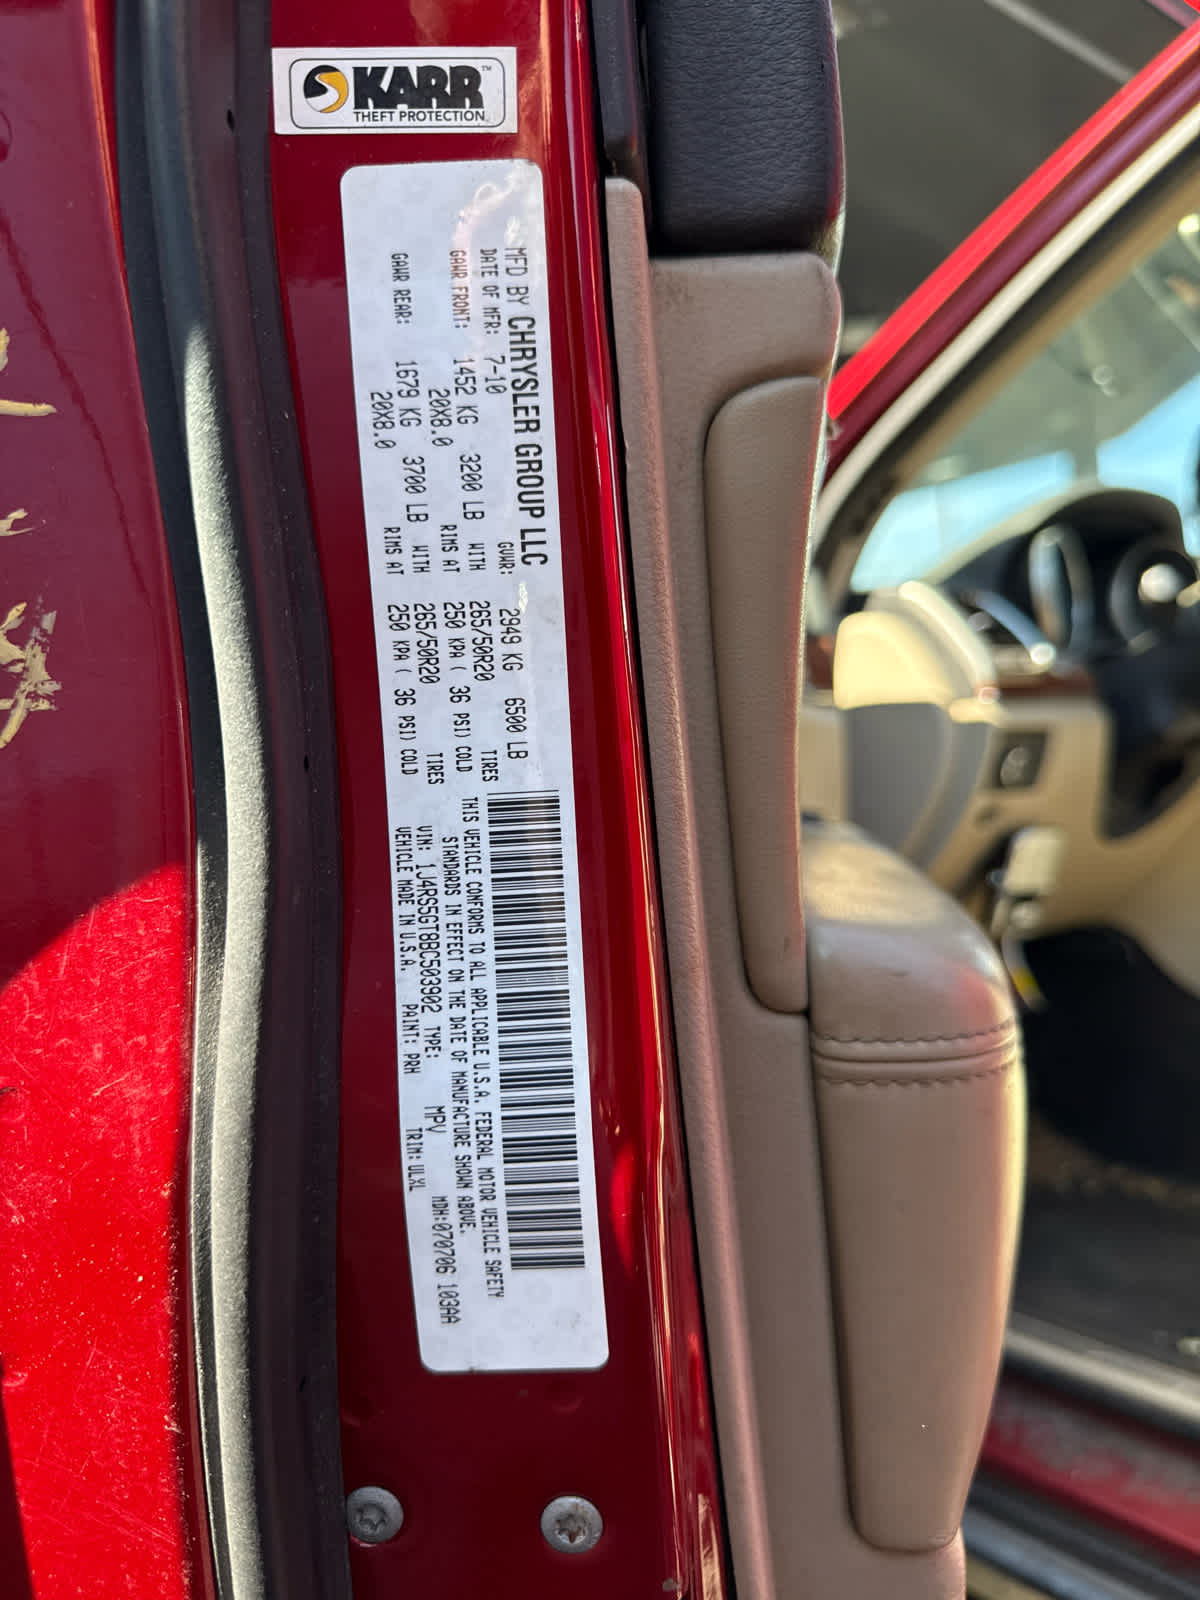 KARR™
THEFT PROTECTION
MFD BY CHRYSLER GROUP LLC
DATE OF MFR: 7-10 GVWR: 2949 KG 6500 LB
GAWR FRONT: 1452 KG 3200 LB WITH 265/50R20 TIRES
20X8.0 RIMS AT 250 KPA ( 36 PSI) COLD
GAWR REAR: 1679 KG 3700 LB WITH 265/50R20 TIRES
20X8.0 RIMS AT 250 KPA ( 36 PSI) COLD
THIS VEHICLE CONFORMS TO ALL APPLICABLE U.S.A. FEDERAL MOTOR VEHICLE SAFETY
STANDARDS IN EFFECT ON THE DATE OF MANUFACTURE SHOWN ABOVE.
VIN: 1J4RS5GT8BC503902 TYPE: MPV MDH:070706 103AA
VEHICLE MADE IN U.S.A. PAINT: PRH TRIM: ULXL